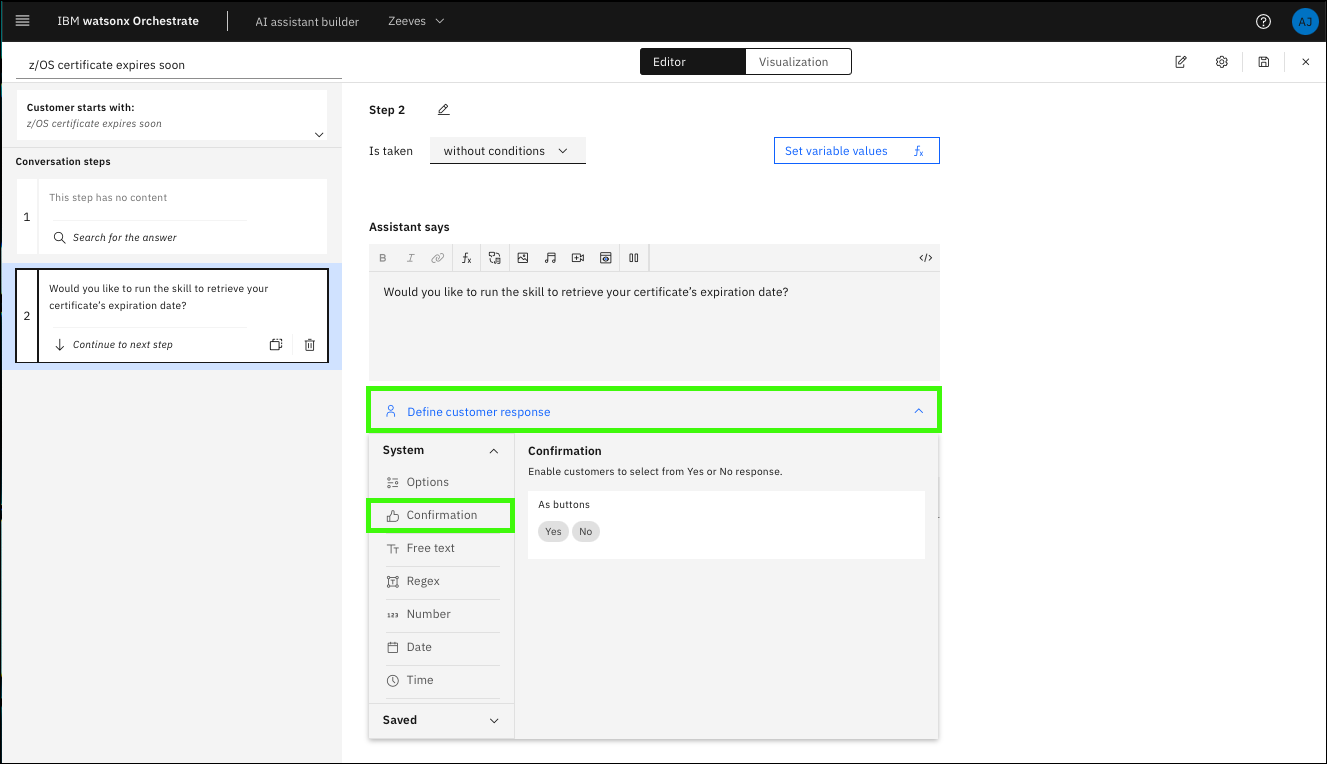 IBM watsonx Orchestrate
AI assistant builder
Zeeves
AJ
z/OS certificate expires soon
Editor
Visualization
Customer starts with:
z/OS certificate expires soon
Conversation steps
1
This step has no content
Search for the answer
2
Would you like to run the skill to retrieve your
certificate’s expiration date?
Continue to next step
Step 2
Is taken
without conditions
Set variable values
fx
Assistant says
B
I
fx
</>
Would you like to run the skill to retrieve your certificate’s expiration date?
Define customer response
System
Options
Confirmation
Free text
Regex
123
Number
Date
Time
Saved
Confirmation
Enable customers to select from Yes or No response.
As buttons
Yes
No